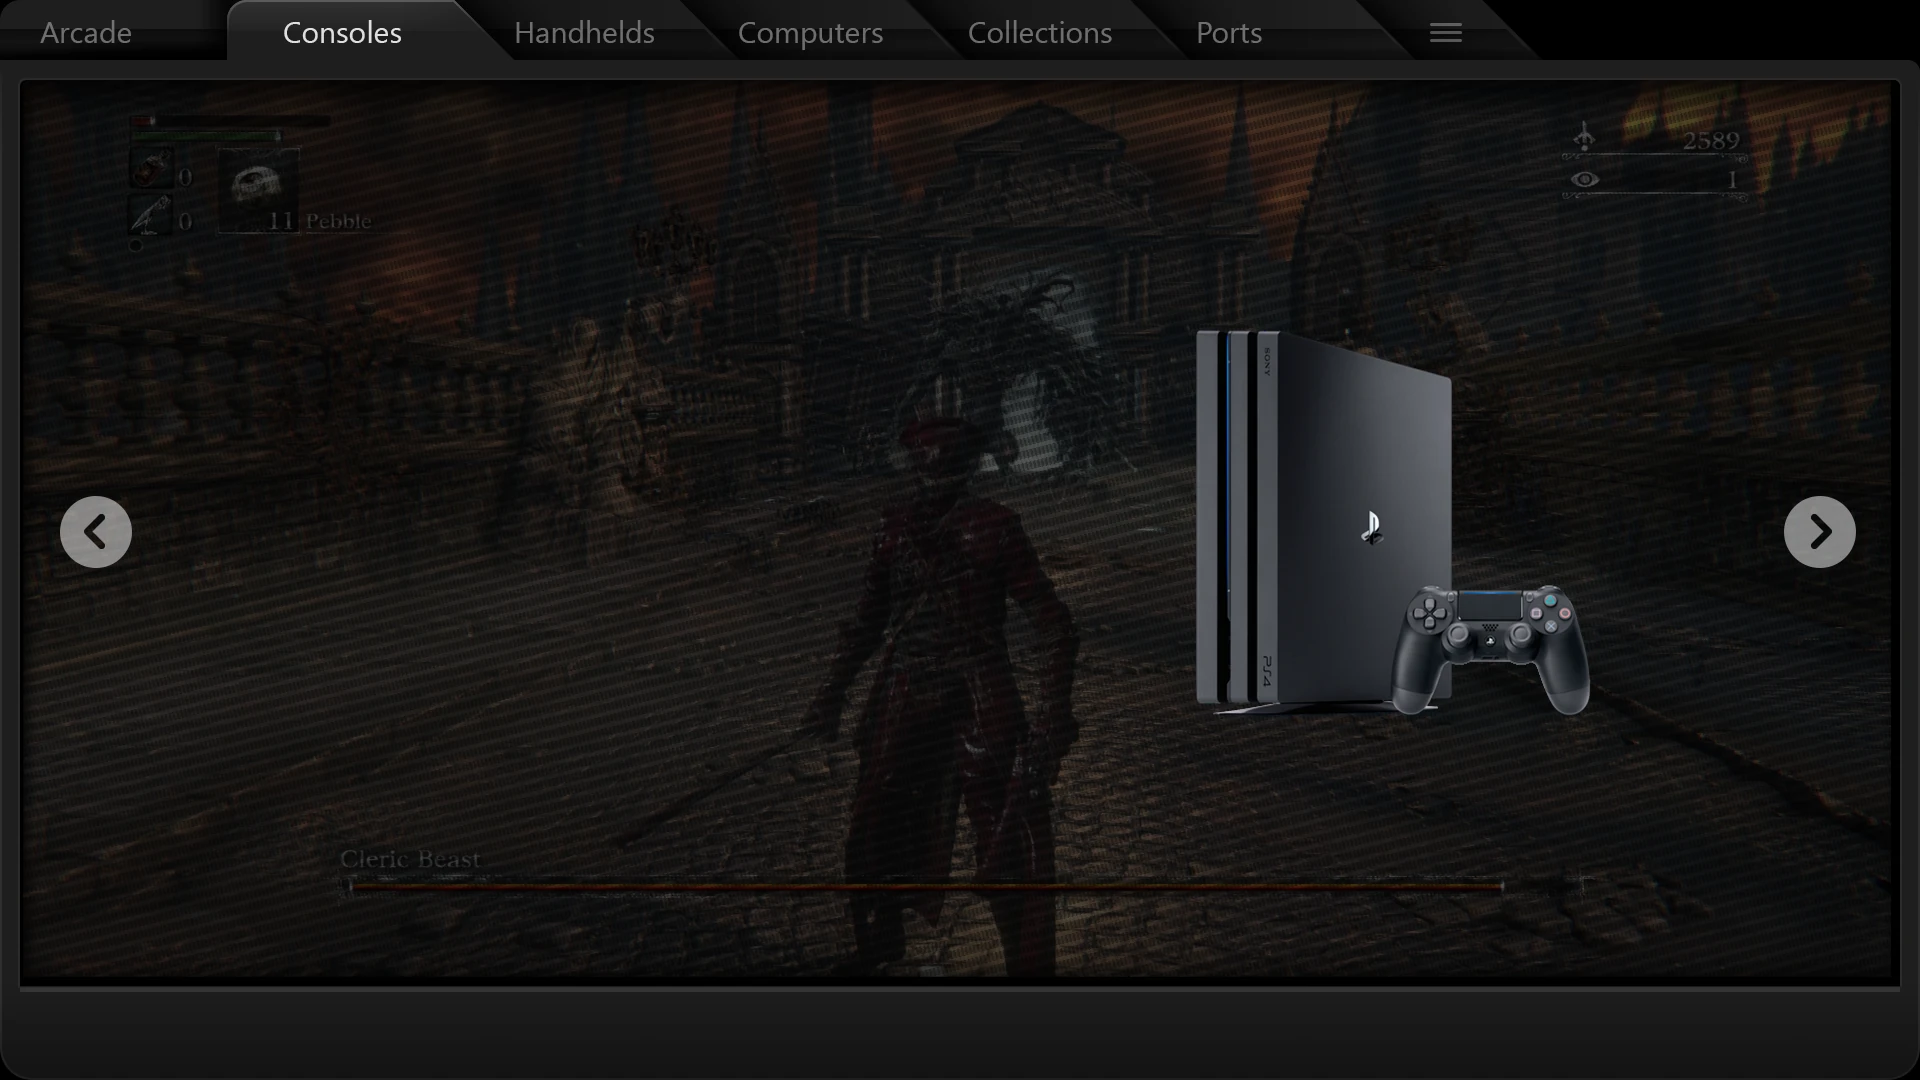 Arcade
Consoles
Handhelds
Computers
Collections
Ports
2589
0
1
0
11 Pebble
SONY
PS4
Cleric Beast